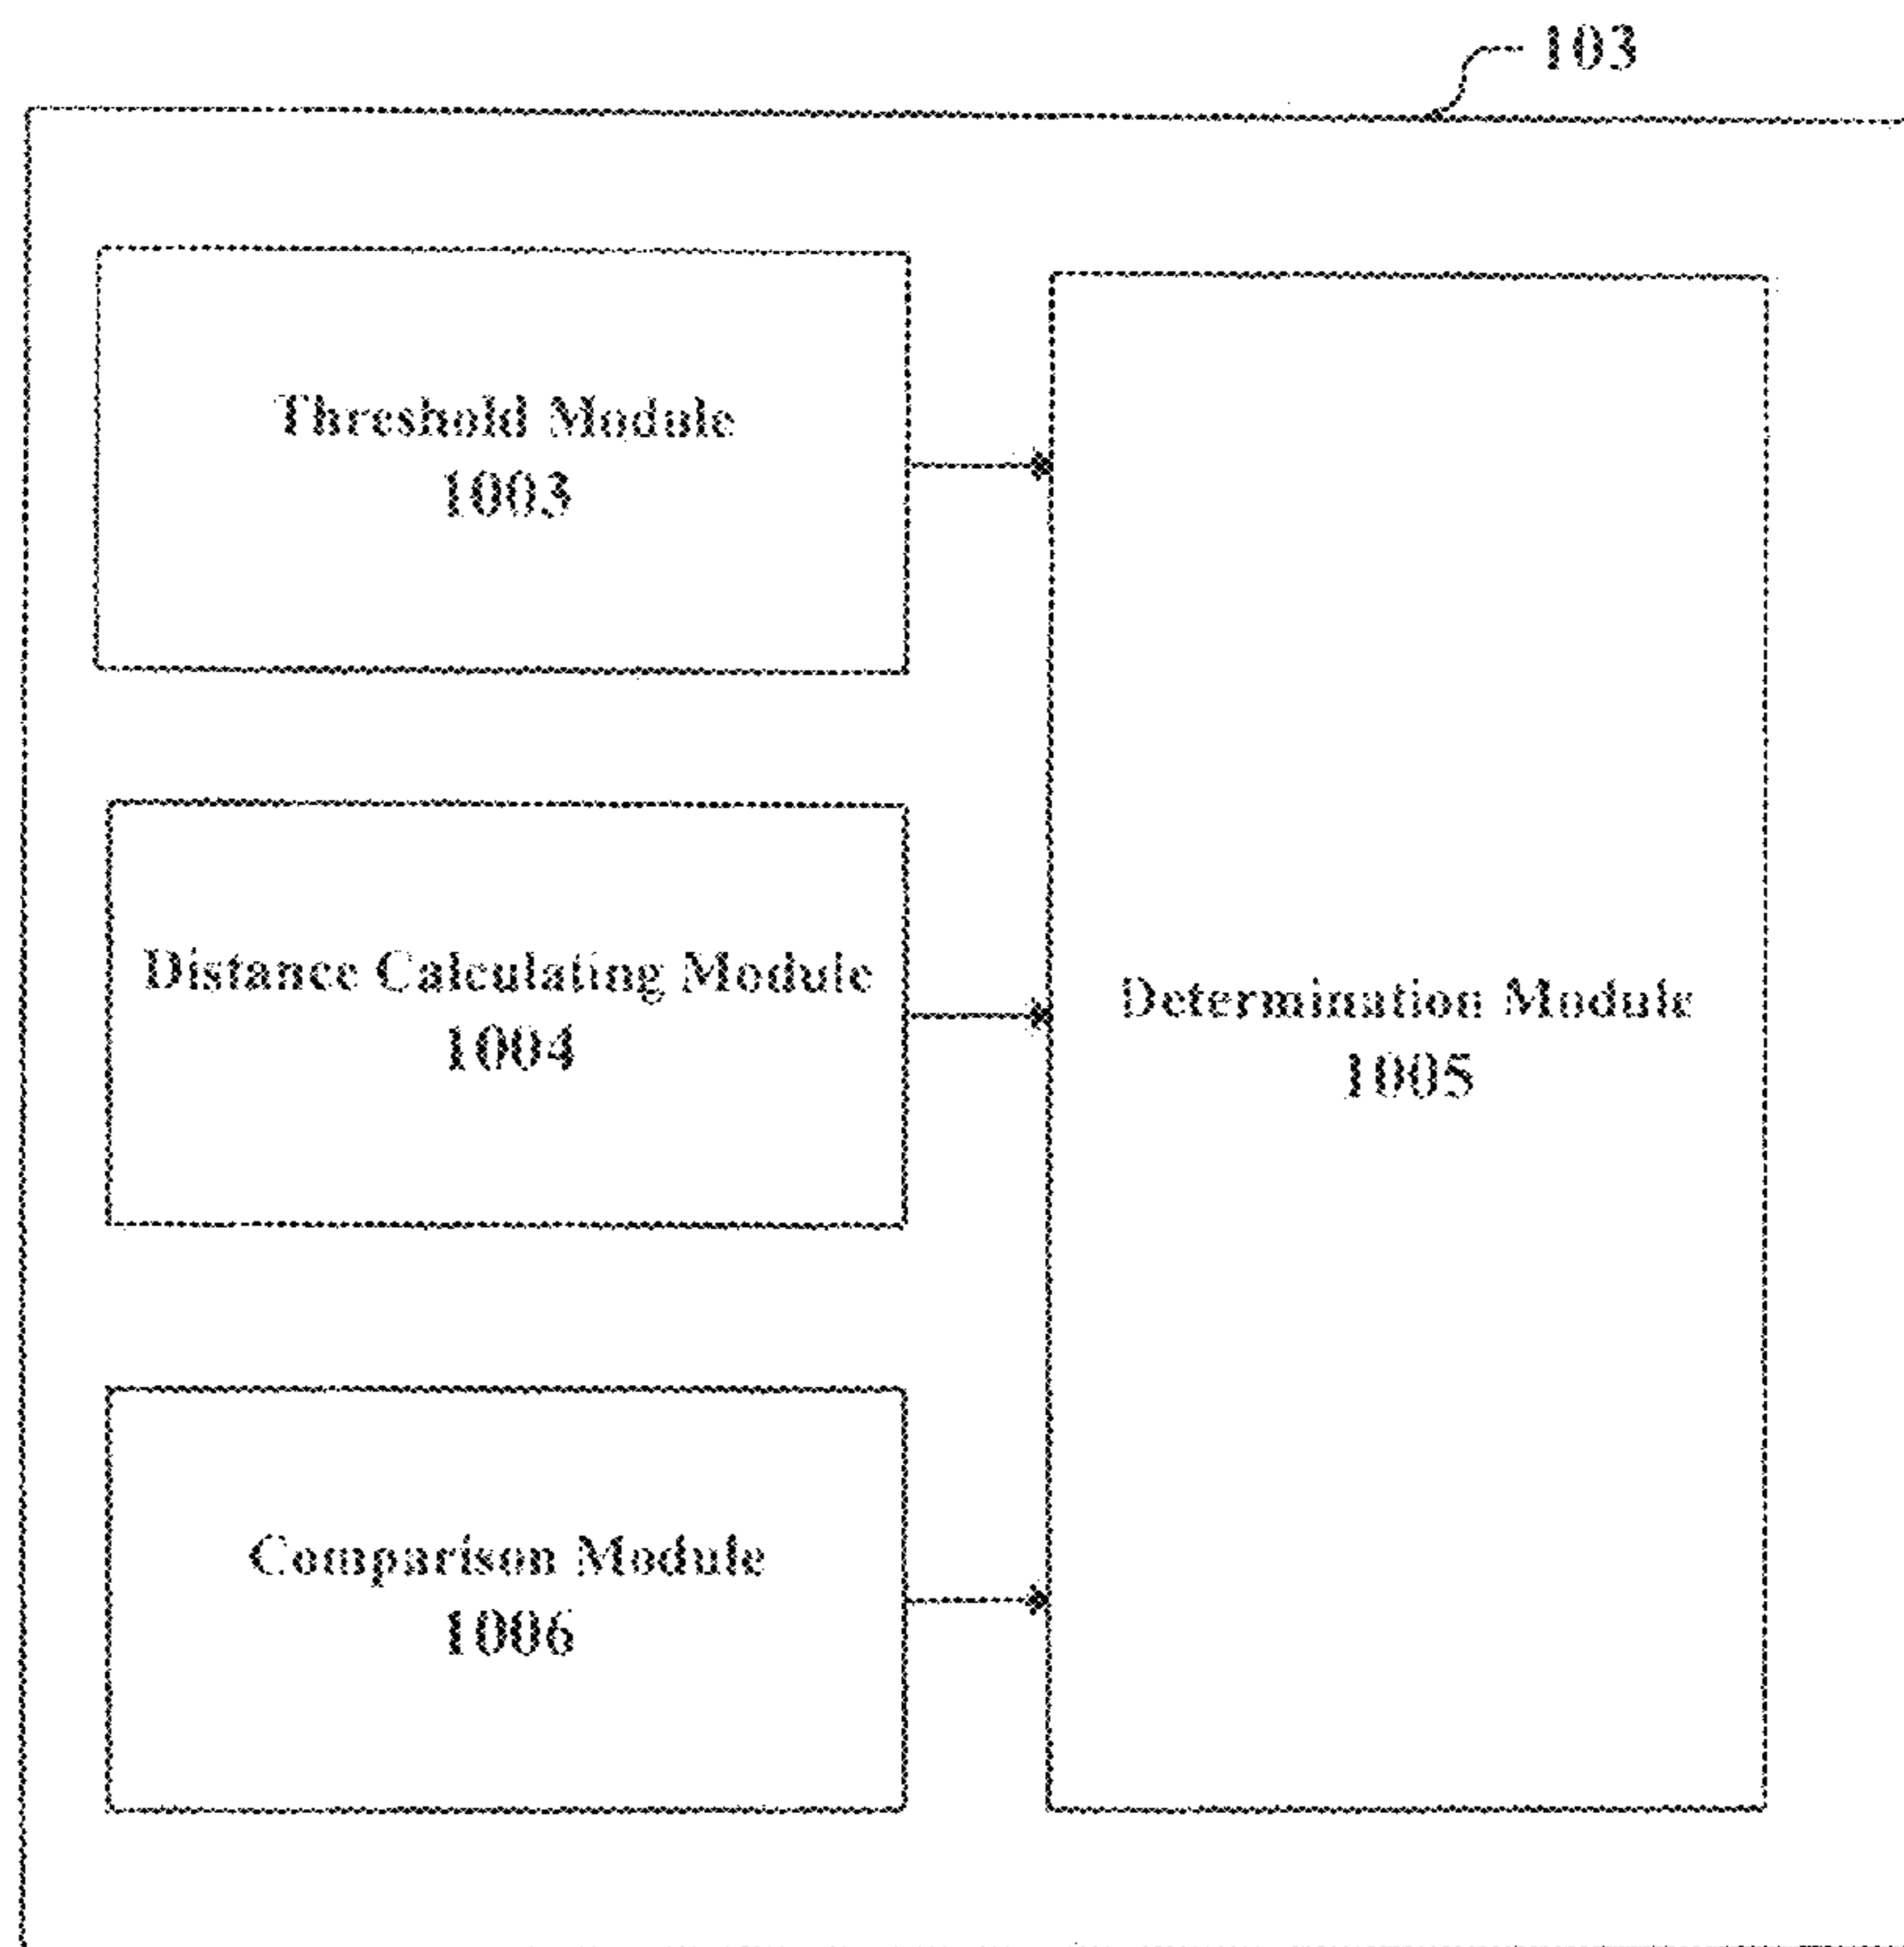 103
Threshold Module
1003
Distance Calculating Module
1004
Determination Module
1005
Comparison Module
1006